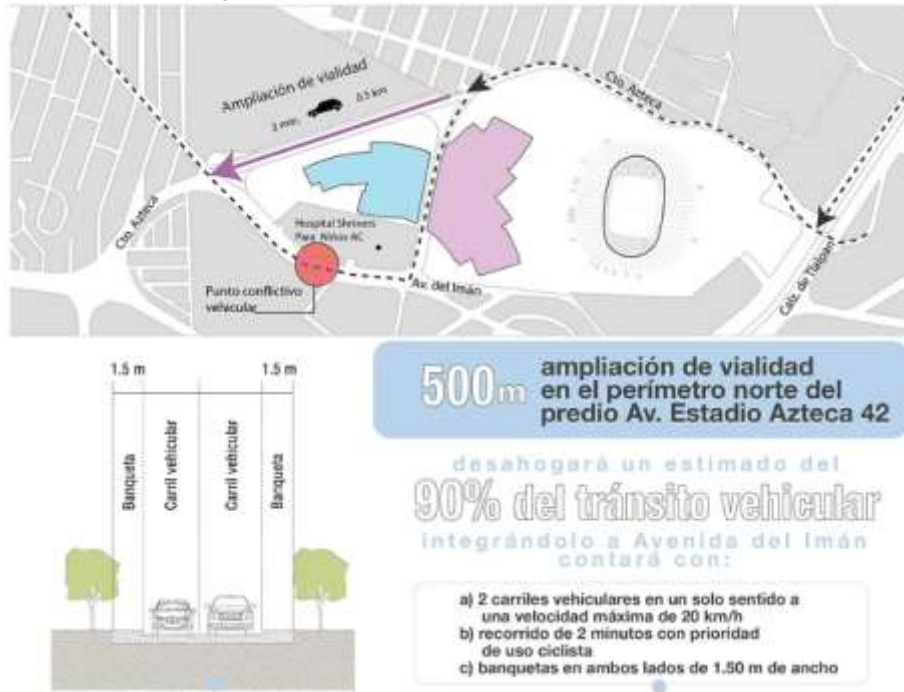 Ampliación de vialidad
2 min.
0.5 km
Cto. Azteca
Cto. Azteca
Hospital Shriners
Para Niños AC
Av. del Imán
Calz. de Tlalpan
Punto conflictivo
vehicular
1.5 m
1.5 m
Banqueta
Carril vehicular
Carril vehicular
Banqueta
500m
ampliación de vialidad
en el perímetro norte del
predio Av. Estadio Azteca 42
desahogará un estimado del
90% del tránsito vehicular
integrándolo a Avenida del Imán
contará con:
a) 2 carriles vehiculares en un solo sentido a
una velocidad máxima de 20 km/h
b) recorrido de 2 minutos con prioridad
de uso ciclista
c) banquetas en ambos lados de 1.50 m de ancho